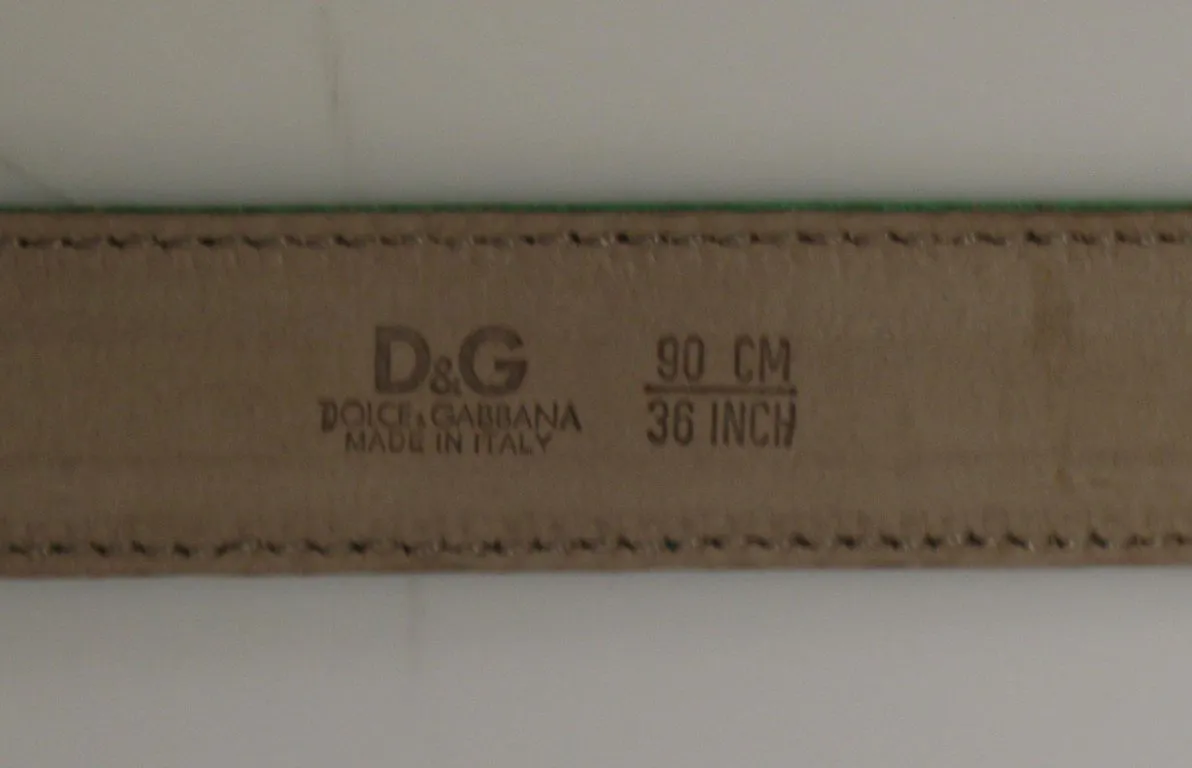 D&G
DOLCE & GABBANA
MADE IN ITALY
90 CM
36 INCH